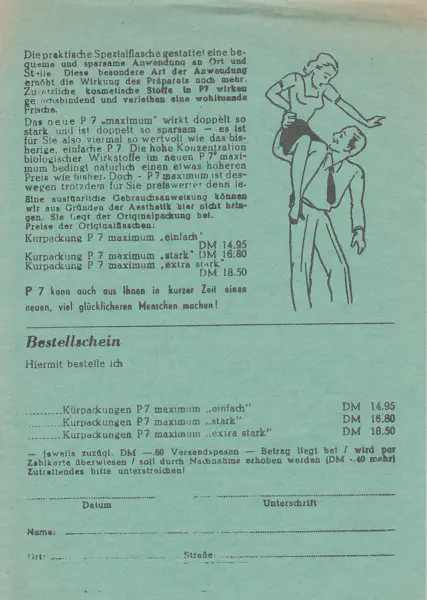 Die praktische Spezialflasche gestattet eine be-
queme und sparsame Anwendung an Ort und
Stelle. Diese besondere Art der Anwendung
erhöht die Wirkung des Präparats noch mehr.
Zusätzliche kosmetische Stoffe in P7 wirken
geruchsbindend und verleihen eine wohltuende
Frische.
Das neue P 7 „maximum" wirkt doppelt so
stark und ist doppelt so sparsam — es ist
für Sie also viermal so wertvoll wie das bis-
herige, einfache P 7. Die hohe Konzentration
biologischer Wirkstoffe im neuen P 7 maxi-
mum bedingt natürlich einen etwas höheren
Preis wie bisher. Doch - P 7 maximum ist des-
wegen trotzdem für Sie preiswerter denn je.
Eine ausführliche Gebrauchsanweisung können
wir aus Gründen der Aesthetik hier nicht brin-
gen. Sie liegt der Originalpackung bei.
Preise der Originalflaschen:
Kurpackung P 7 maximum „einfach"
DM 14.95
Kurpackung P 7 maximum „stark" DM 16.80
Kurpackung P 7 maximum „extra stark"
DM 18.50
P 7 kann auch aus Ihnen in kurzer Zeit einen
neuen, viel glücklicheren Menschen machen!
Bestellschein
Hiermit bestelle ich
..........Kurpackungen P7 maximum „einfach" DM 14.95
..........Kurpackungen P7 maximum „stark" DM 16.80
..........Kurpackungen P7 maximum „extra stark" DM 18.50
— jeweils zuzügl. DM —.60 Versandspesen — Betrag liegt bei / wird per
Zahlkarte überwiesen / soll durch Nachnahme erhoben werden (DM -.40 mehr)
Zutreffendes bitte unterstreichen!
Datum Unterschrift
Name:
Ort: Straße: